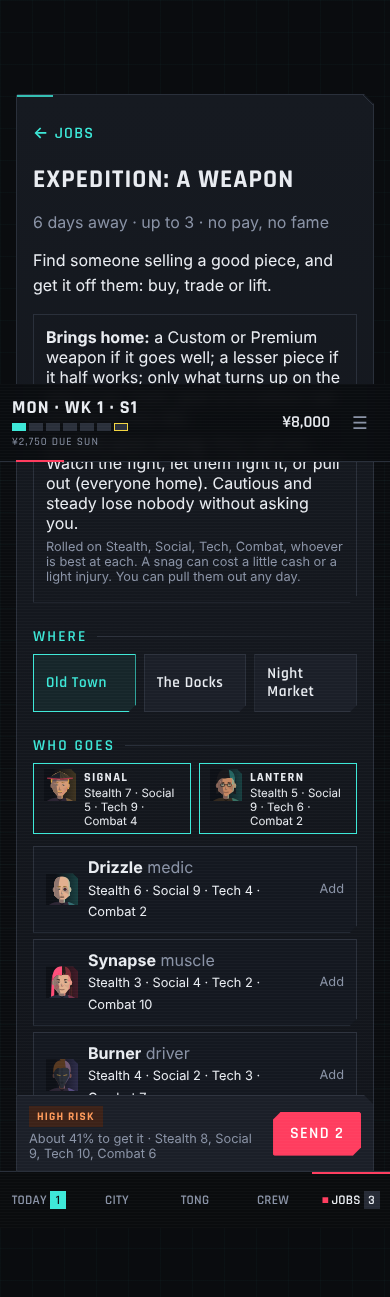 ← JOBS
EXPEDITION: A WEAPON
6 days away · up to 3 · no pay, no fame
Find someone selling a good piece, and
get it off them: buy, trade or lift.
Brings home: a Custom or Premium
weapon if it goes well; a lesser piece if
it half works; only what turns up on the
MON · WK 1 · S1
¥2,750 DUE SUN
¥8,000 ☰
Watch the fight, let them fight it, or pull
out (everyone home). Cautious and
steady lose nobody without asking
you.
Rolled on Stealth, Social, Tech, Combat, whoever
is best at each. A snag can cost a little cash or a
light injury. You can pull them out any day.
WHERE
Old Town
The Docks
Night
Market
WHO GOES
SIGNAL
Stealth 7 · Social
5 · Tech 9 ·
Combat 4
LANTERN
Stealth 5 · Social
9 · Tech 6 ·
Combat 2
Drizzle medic
Stealth 6 · Social 9 · Tech 4 ·
Combat 2
Add
Synapse muscle
Stealth 3 · Social 4 · Tech 2 ·
Combat 10
Add
Burner driver
Stealth 4 · Social 2 · Tech 3 ·
Add
HIGH RISK
About 41% to get it · Stealth 8, Social
9, Tech 10, Combat 6
SEND 2
TODAY 1
CITY
TONG
CREW
JOBS 3